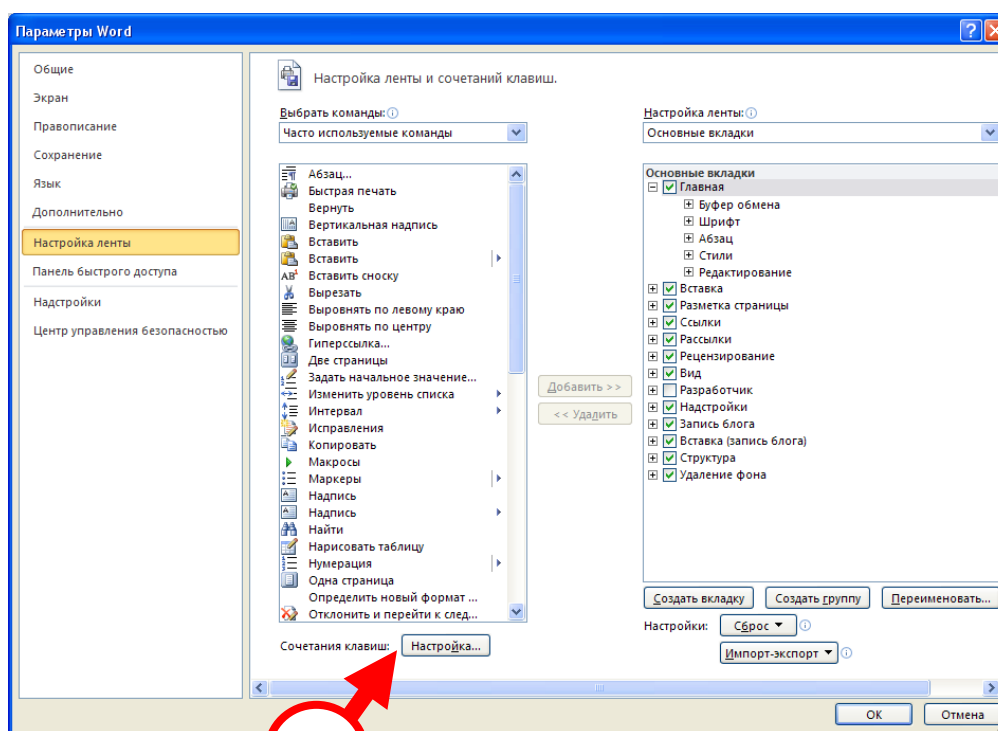 Параметры Word
Общие
Экран
Правописание
Сохранение
Язык
Дополнительно
Настройка ленты
Панель быстрого доступа
Надстройки
Центр управления безопасностью
Настройка ленты и сочетаний клавиш.
Выбрать команды:
Часто используемые команды
Абзац...
Быстрая печать
Вернуть
Вертикальная надпись
Вставить
Вставить
Вставить сноску
Вырезать
Выровнять по левому краю
Выровнять по центру
Гиперссылка...
Две страницы
Задать начальное значение...
Изменить уровень списка
Интервал
Исправления
Копировать
Макросы
Маркеры
Надпись
Надпись
Найти
Нарисовать таблицу
Нумерация
Одна страница
Определить новый формат ...
Отклонить и перейти к след...
Сочетания клавиш: Настройка...
Добавить >>
<< Удалить
Настройка ленты:
Основные вкладки
Основные вкладки
Главная
Буфер обмена
Шрифт
Абзац
Стили
Редактирование
Вставка
Разметка страницы
Ссылки
Рассылки
Рецензирование
Вид
Разработчик
Надстройки
Запись блога
Вставка (запись блога)
Структура
Удаление фона
Создать вкладку Создать группу Переименовать...
Настройки: Сброс
Импорт-экспорт
ОК Отмена